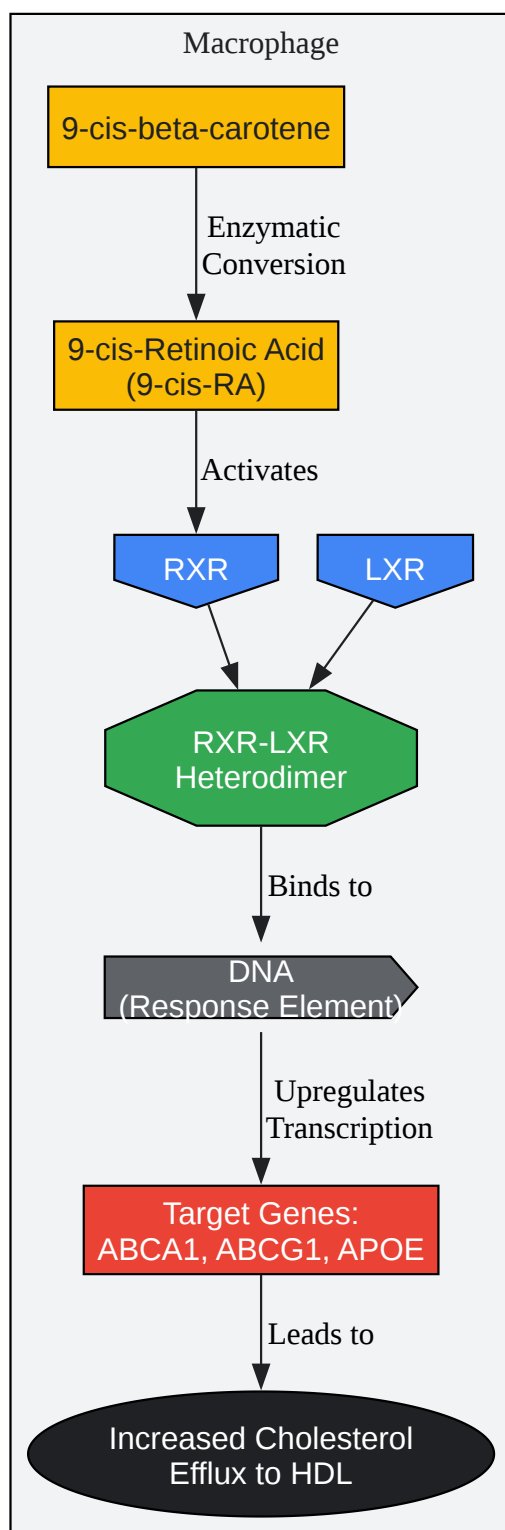 Macrophage
9-cis-beta-carotene
Enzymatic
Conversion
9-cis-Retinoic Acid
(9-cis-RA)
Activates
RXR
LXR
RXR-LXR
Heterodimer
Binds to
DNA
(Response Element)
Upregulates
Transcription
Target Genes:
ABCA1, ABCG1, APOE
Leads to
Increased Cholesterol
Efflux to HDL